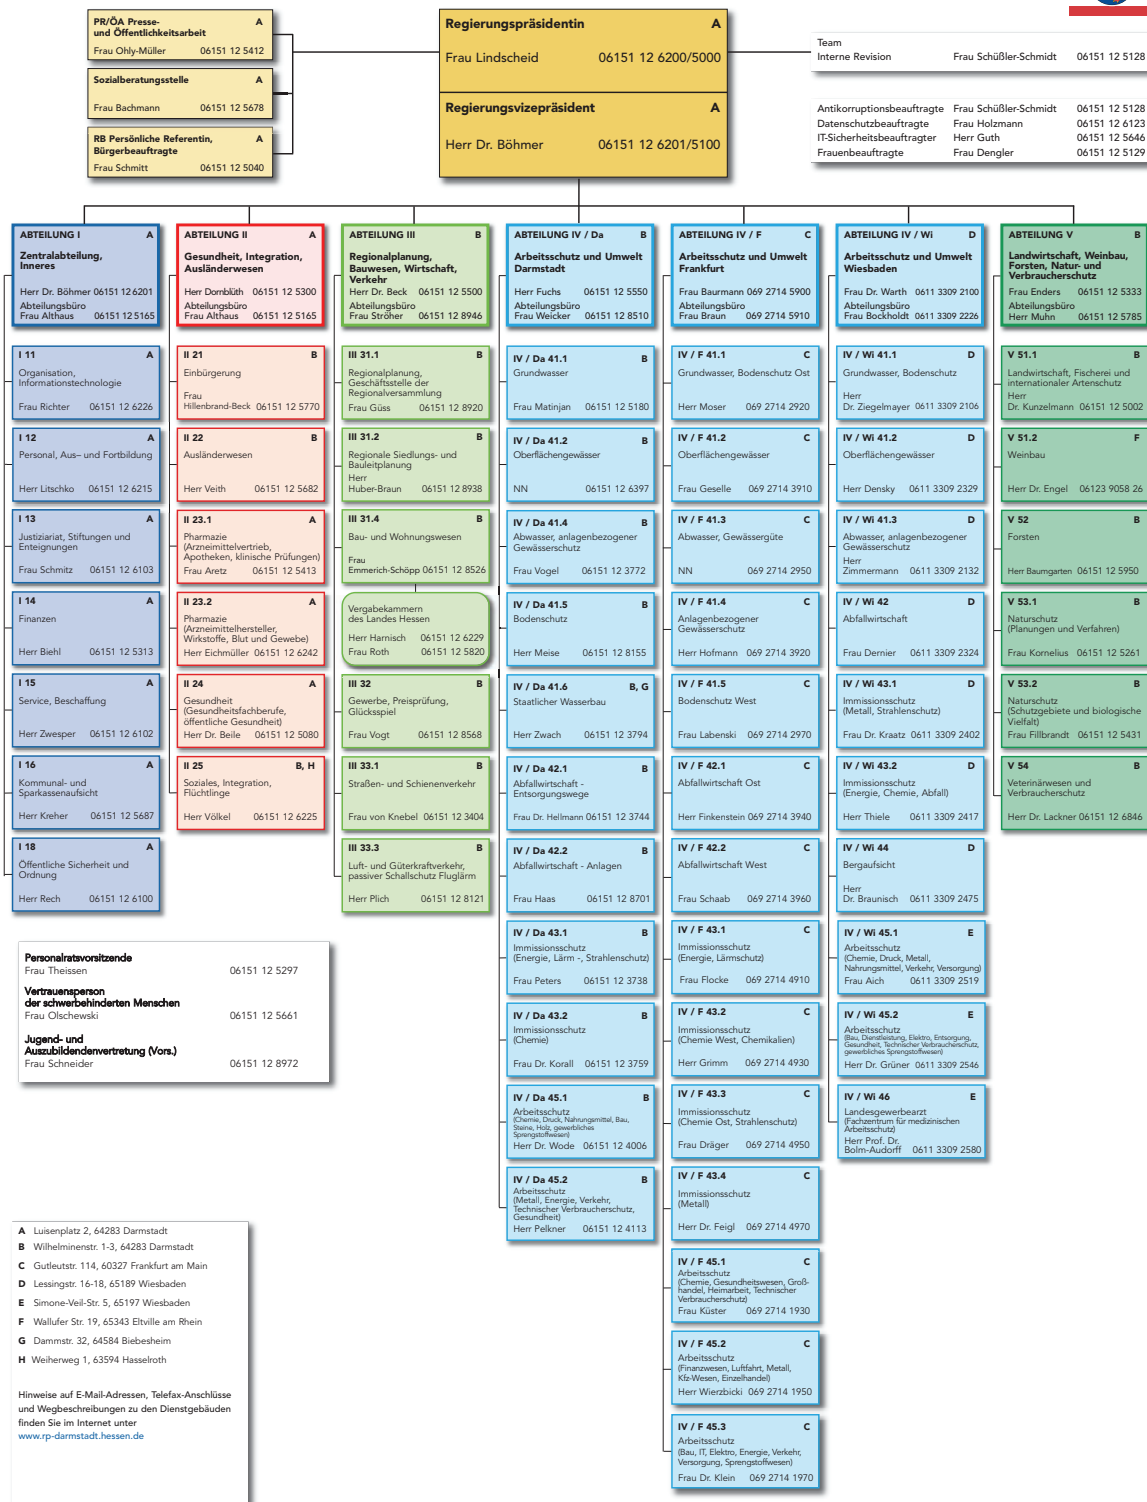 PR/ÖA Presse- A
und Öffentlichkeitsarbeit
Frau Ohly-Müller 06151 12 5412
Sozialberatungsstelle A
Frau Bachmann 06151 12 5678
RB Persönliche Referentin, A
Bürgerbeauftragte
Frau Schmitt 06151 12 5040
Regierungspräsidentin A
Frau Lindscheid 06151 12 6200/5000
Regierungsvizepräsident A
Herr Dr. Böhmer 06151 12 6201/5100
Team
Interne Revision Frau Schüßler-Schmidt 06151 12 5128
Antikorruptionsbeauftragte Frau Schüßler-Schmidt 06151 12 5128
Datenschutzbeauftragte Frau Holzmann 06151 12 6123
IT-Sicherheitsbeauftragter Herr Guth 06151 12 5646
Frauenbeauftragte Frau Dengler 06151 12 5129
ABTEILUNG I A
Zentralabteilung,
Inneres
Herr Dr. Böhmer 06151 12 6201
Abteilungsbüro
Frau Althaus 06151 12 5165
I 11 A
Organisation,
Informationstechnologie
Frau Richter 06151 12 6226
I 12 A
Personal, Aus– und Fortbildung
Herr Litschko 06151 12 6215
I 13 A
Justiziariat, Stiftungen und
Enteignungen
Frau Schmitz 06151 12 6103
I 14 A
Finanzen
Herr Biehl 06151 12 5313
I 15 A
Service, Beschaffung
Herr Zwesper 06151 12 6102
I 16 A
Kommunal- und
Sparkassenaufsicht
Herr Kreher 06151 12 5687
I 18 A
Öffentliche Sicherheit und
Ordnung
Herr Rech 06151 12 6100
ABTEILUNG II A
Gesundheit, Integration,
Ausländerwesen
Herr Dornblüth 06151 12 5300
Abteilungsbüro
Frau Althaus 06151 12 5165
II 21 B
Einbürgerung
Frau
Hillenbrand-Beck 06151 12 5770
II 22 B
Ausländerwesen
Herr Veith 06151 12 5682
II 23.1 A
Pharmazie
(Arzneimittelvertrieb,
Apotheken, klinische Prüfungen)
Frau Aretz 06151 12 5413
II 23.2 A
Pharmazie
(Arzneimittelhersteller,
Wirkstoffe, Blut und Gewebe)
Herr Eichmüller 06151 12 6242
II 24 A
Gesundheit
(Gesundheitsfachberufe,
öffentliche Gesundheit)
Herr Dr. Beile 06151 12 5080
II 25 B, H
Soziales, Integration,
Flüchtlinge
Herr Völkel 06151 12 6225
ABTEILUNG III B
Regionalplanung,
Bauwesen, Wirtschaft,
Verkehr
Herr Dr. Beck 06151 12 5500
Abteilungsbüro
Frau Ströher 06151 12 8946
III 31.1 B
Regionalplanung,
Geschäftsstelle der
Regionalversammlung
Frau Güss 06151 12 8920
III 31.2 B
Regionale Siedlungs- und
Bauleitplanung
Herr
Huber-Braun 06151 12 8938
III 31.4 B
Bau- und Wohnungswesen
Frau
Emmerich-Schöpp 06151 12 8526
Vergabekammern
des Landes Hessen
Herr Harnisch 06151 12 6229
Frau Roth 06151 12 5820
III 32 B
Gewerbe, Preisprüfung,
Glücksspiel
Frau Vogt 06151 12 8568
III 33.1 B
Straßen- und Schienenverkehr
Frau von Knebel 06151 12 3404
III 33.3 B
Luft- und Güterkraftverkehr,
passiver Schallschutz Fluglärm
Herr Plich 06151 12 8121
ABTEILUNG IV / Da B
Arbeitsschutz und Umwelt
Darmstadt
Herr Fuchs 06151 12 5550
Abteilungsbüro
Frau Weicker 06151 12 8510
IV / Da 41.1 B
Grundwasser
Frau Matinjan 06151 12 5180
IV / Da 41.2 B
Oberflächengewässer
NN 06151 12 6397
IV / Da 41.4 B
Abwasser, anlagenbezogener
Gewässerschutz
Frau Vogel 06151 12 3772
IV / Da 41.5 B
Bodenschutz
Herr Meise 06151 12 8155
IV / Da 41.6 B, G
Staatlicher Wasserbau
Herr Zwach 06151 12 3794
IV / Da 42.1 B
Abfallwirtschaft -
Entsorgungswege
Frau Dr. Hellmann 06151 12 3744
IV / Da 42.2 B
Abfallwirtschaft - Anlagen
Frau Haas 06151 12 8701
IV / Da 43.1 B
Immissionsschutz
(Energie, Lärm -, Strahlenschutz)
Frau Peters 06151 12 3738
IV / Da 43.2 B
Immissionsschutz
(Chemie)
Frau Dr. Korall 06151 12 3759
IV / Da 45.1 B
Arbeitsschutz
(Chemie, Druck, Nahrungsmittel, Bau,
Steine, Holz, gewerbliches
Sprengstoffwesen)
Herr Dr. Wode 06151 12 4006
IV / Da 45.2 B
Arbeitsschutz
(Metall, Energie, Verkehr,
Technischer Verbraucherschutz,
Gesundheit)
Herr Pelkner 06151 12 4113
ABTEILUNG IV / F C
Arbeitsschutz und Umwelt
Frankfurt
Frau Baurmann 069 2714 5900
Abteilungsbüro
Frau Braun 069 2714 5910
IV / F 41.1 C
Grundwasser, Bodenschutz Ost
Herr Moser 069 2714 2920
IV / F 41.2 C
Oberflächengewässer
Frau Geselle 069 2714 3910
IV / F 41.3 C
Abwasser, Gewässergüte
NN 069 2714 2950
IV / F 41.4 C
Anlagenbezogener
Gewässerschutz
Herr Hofmann 069 2714 3920
IV / F 41.5 C
Bodenschutz West
Frau Labenski 069 2714 2970
IV / F 42.1 C
Abfallwirtschaft Ost
Herr Finkenstein 069 2714 3940
IV / F 42.2 C
Abfallwirtschaft West
Frau Schaab 069 2714 3960
IV / F 43.1 C
Immissionsschutz
(Energie, Lärmschutz)
Frau Flocke 069 2714 4910
IV / F 43.2 C
Immissionsschutz
(Chemie West, Chemikalien)
Herr Grimm 069 2714 4930
IV / F 43.3 C
Immissionsschutz
(Chemie Ost, Strahlenschutz)
Frau Dräger 069 2714 4950
IV / F 43.4 C
Immissionsschutz
(Metall)
Herr Dr. Feigl 069 2714 4970
IV / F 45.1 C
Arbeitsschutz
(Chemie, Gesundheitswesen, Groß-
handel, Heimarbeit, Technischer
Verbraucherschutz)
Frau Küster 069 2714 1930
IV / F 45.2 C
Arbeitsschutz
(Finanzwesen, Luftfahrt, Metall,
Kfz-Wesen, Einzelhandel)
Herr Wierzbicki 069 2714 1950
IV / F 45.3 C
Arbeitsschutz
(Bau, IT, Elektro, Energie, Verkehr,
Versorgung, Sprengstoffwesen)
Frau Dr. Klein 069 2714 1970
ABTEILUNG IV / Wi D
Arbeitsschutz und Umwelt
Wiesbaden
Frau Dr. Warth 0611 3309 2100
Abteilungsbüro
Frau Bockholdt 0611 3309 2226
IV / Wi 41.1 D
Grundwasser, Bodenschutz
Herr
Dr. Ziegelmayer 0611 3309 2106
IV / Wi 41.2 D
Oberflächengewässer
Herr Densky 0611 3309 2329
IV / Wi 41.3 D
Abwasser, anlagenbezogener
Gewässerschutz
Herr
Zimmermann 0611 3309 2132
IV / Wi 42 D
Abfallwirtschaft
Frau Dernier 0611 3309 2324
IV / Wi 43.1 D
Immissionsschutz
(Metall, Strahlenschutz)
Frau Dr. Kraatz 0611 3309 2402
IV / Wi 43.2 D
Immissionsschutz
(Energie, Chemie, Abfall)
Herr Thiele 0611 3309 2417
IV / Wi 44 D
Bergaufsicht
Herr
Dr. Braunisch 0611 3309 2475
IV / Wi 45.1 E
Arbeitsschutz
(Chemie, Druck, Metall,
Nahrungsmittel, Verkehr, Versorgung)
Frau Aich 0611 3309 2519
IV / Wi 45.2 E
Arbeitsschutz
(Bau, Dienstleistung, Elektro, Entsorgung,
Gesundheit, Technischer Verbraucherschutz,
gewerbliches Sprengstoffwesen)
Herr Dr. Grüner 0611 3309 2546
IV / Wi 46 E
Landesgewerbearzt
(Fachzentrum für medizinischen
Arbeitsschutz)
Herr Prof. Dr.
Bolm-Audorff 0611 3309 2580
ABTEILUNG V B
Landwirtschaft, Weinbau,
Forsten, Natur- und
Verbraucherschutz
Frau Enders 06151 12 5333
Abteilungsbüro
Herr Muhn 06151 12 5785
V 51.1 B
Landwirtschaft, Fischerei und
internationaler Artenschutz
Herr
Dr. Kunzelmann 06151 12 5002
V 51.2 F
Weinbau
Herr Dr. Engel 06123 9058 26
V 52 B
Forsten
Herr Baumgarten 06151 12 5950
V 53.1 B
Naturschutz
(Planungen und Verfahren)
Frau Kornelius 06151 12 5261
V 53.2 B
Naturschutz
(Schutzgebiete und biologische
Vielfalt)
Frau Fillbrandt 06151 12 5431
V 54 B
Veterinärwesen und
Verbraucherschutz
Herr Dr. Lackner 06151 12 6846
Personalratsvorsitzende
Frau Theissen 06151 12 5297
Vertrauensperson
der schwerbehinderten Menschen
Frau Olschewski 06151 12 5661
Jugend- und
Auszubildendenvertretung (Vors.)
Frau Schneider 06151 12 8972
A Luisenplatz 2, 64283 Darmstadt
B Wilhelminenstr. 1-3, 64283 Darmstadt
C Gutleutstr. 114, 60327 Frankfurt am Main
D Lessingstr. 16-18, 65189 Wiesbaden
E Simone-Veil-Str. 5, 65197 Wiesbaden
F Wallufer Str. 19, 65343 Eltville am Rhein
G Dammstr. 32, 64584 Biebesheim
H Weiherweg 1, 63594 Hasselroth
Hinweise auf E-Mail-Adressen, Telefax-Anschlüsse
und Wegbeschreibungen zu den Dienstgebäuden
finden Sie im Internet unter
www.rp-darmstadt.hessen.de